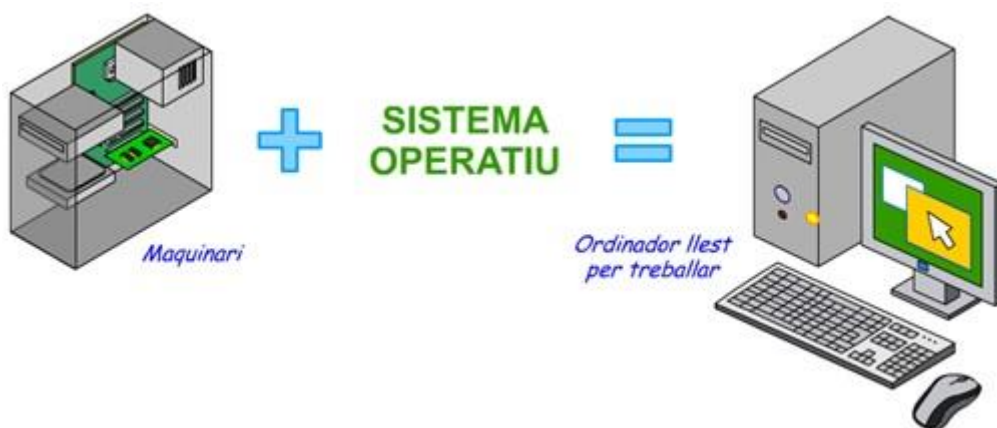 SISTEMA
OPERATIU
Maquinari
Ordinador llest
per treballar